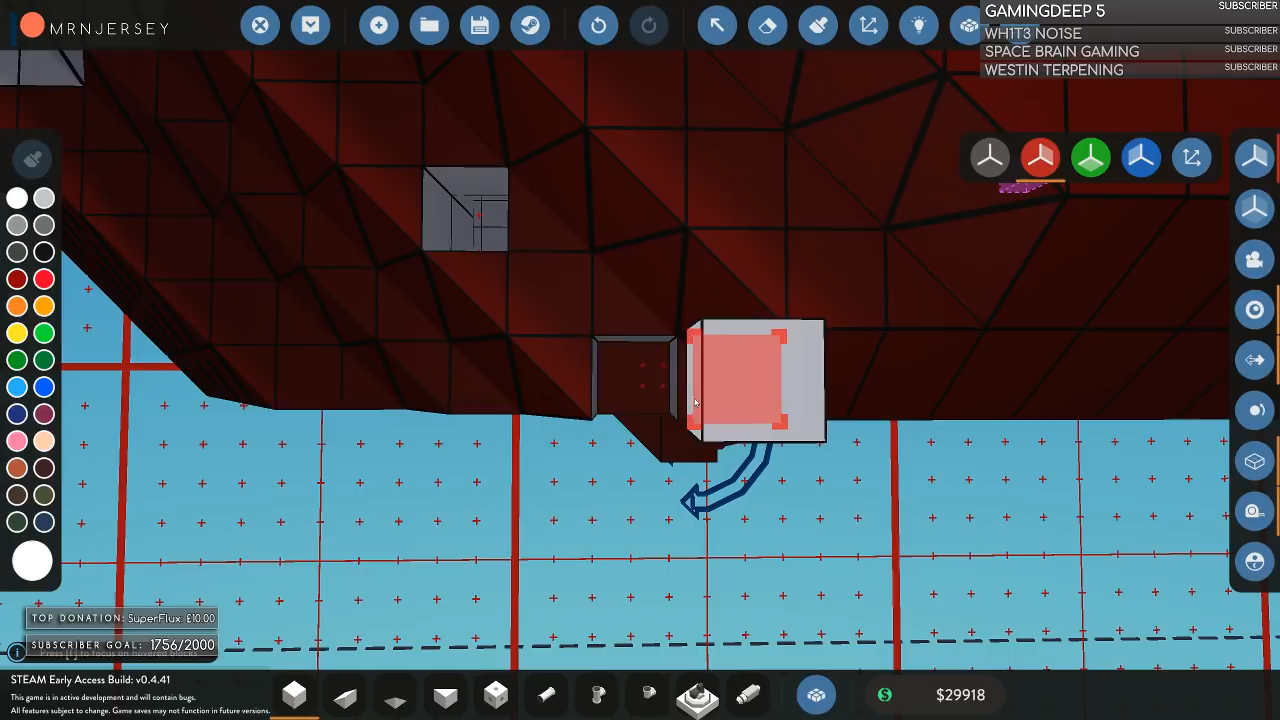 MRNJERSEY
GAMINGDEEP 5
SUBSCRIBER
WH1T3 NO1SE
SUBSCRIBER
SPACE BRAIN GAMING
SUBSCRIBER
WESTIN TERPENING
SUBSCRIBER
TOP DONATION: SuperFlux: £10.00
SUBSCRIBER GOAL: 1756/2000
STEAM Early Access Build: v0.4.41
This game is in active development and will contain bugs.
All features subject to change. Game saves may not function in future versions.
$ $29918